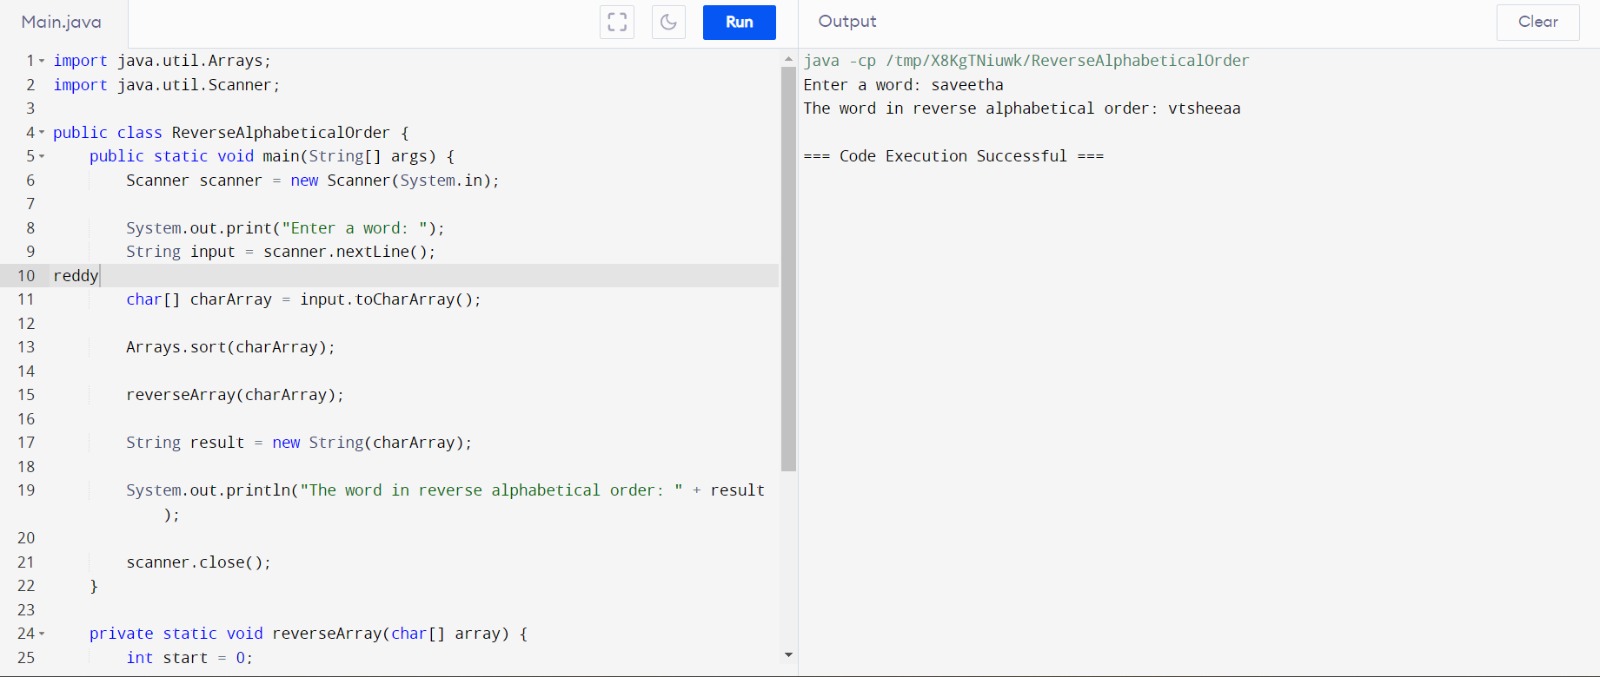 Main.java
Run
Output
Clear
1 import java.util.Arrays;
2 import java.util.Scanner;
3
4 public class ReverseAlphabeticalOrder {
5     public static void main(String[] args) {
6         Scanner scanner = new Scanner(System.in);
7
8         System.out.print("Enter a word: ");
9         String input = scanner.nextLine();
10 reddy
11         char[] charArray = input.toCharArray();
12
13         Arrays.sort(charArray);
14
15         reverseArray(charArray);
16
17         String result = new String(charArray);
18
19         System.out.println("The word in reverse alphabetical order: " + result
            );
20
21         scanner.close();
22     }
23
24     private static void reverseArray(char[] array) {
25         int start = 0;
java -cp /tmp/X8KgTNiuwk/ReverseAlphabeticalOrder
Enter a word: saveetha
The word in reverse alphabetical order: vtsheeaa
=== Code Execution Successful ===